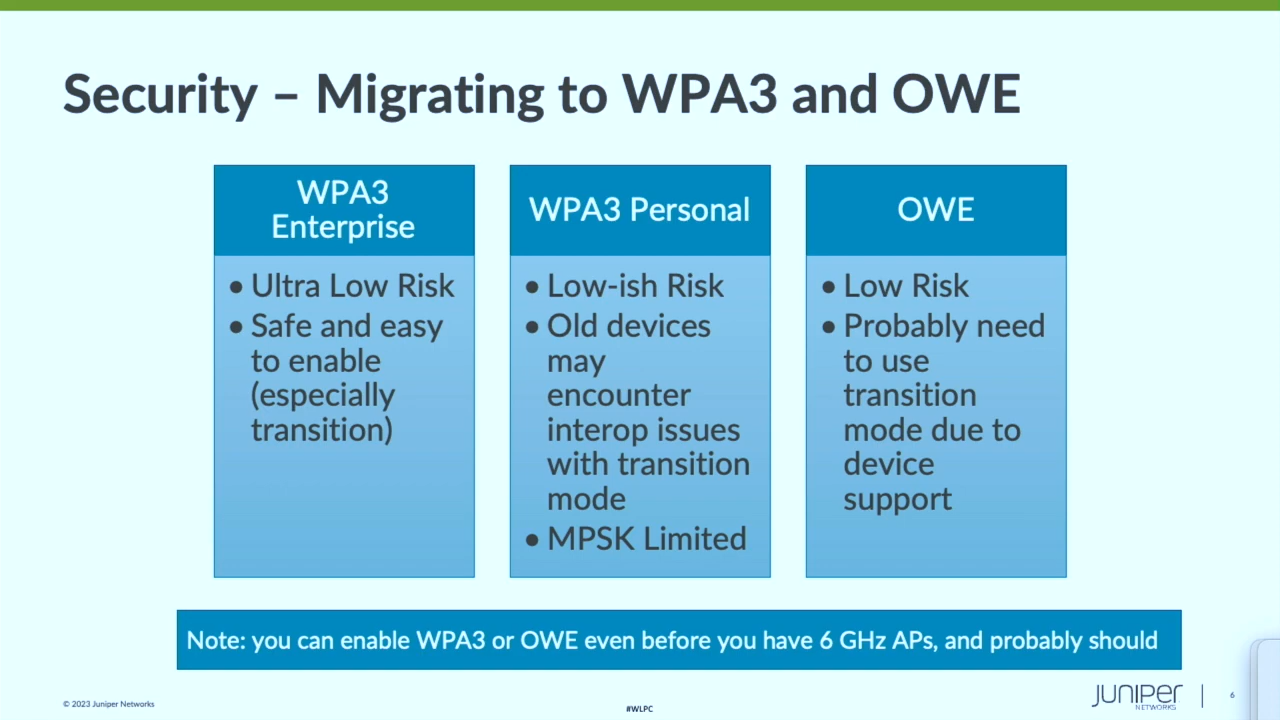 Security – Migrating to WPA3 and OWE
WPA3
Enterprise
• Ultra Low Risk
• Safe and easy
to enable
(especially
transition)
WPA3 Personal
• Low-ish Risk
• Old devices
may
encounter
interop issues
with transition
mode
• MPSK Limited
OWE
• Low Risk
• Probably need
to use
transition
mode due to
device
support
Note: you can enable WPA3 or OWE even before you have 6 GHz APs, and probably should
© 2023 Juniper Networks
#WLPC
JUNIPER
NETWORKS
6